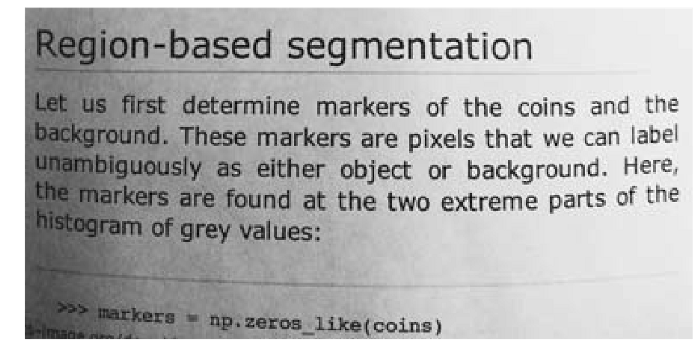 Region-based segmentation
Let us first determine markers of the coins and the
background. These markers are pixels that we can label
unambiguously as either object or background. Here,
the markers are found at the two extreme parts of the
histogram of grey values:
>>> markers = np.zeros_like(coins)